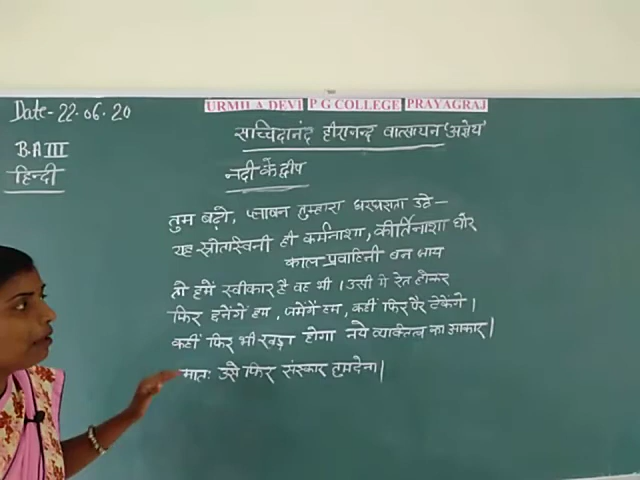 Date- 22.06.20
URMILA DEVI P G COLLEGE PRAYAGRAJ
सच्चिदानंद हीरानन्द वात्सायन 'अज्ञेय'
B.A III
हिन्दी
नदी के द्वीप
तुम बढ़ो, प्लावन तुम्हारा घरघराता उठे—
यह स्रोतास्विनी ही कर्मनाशा, कीर्तिनाशा घोर
काल-प्रवाहिनी बन जाय
तो हमें स्वीकार है वह भी। उसी मे रेत होकर
फिर छनेगें हम, जमेगें हम, कहीं फिर पैर टेकेगे।
कहीं फिर भी खड़ा होगा नये व्यक्तित्व का आकार।
मातः उसे फिर संस्कार तुम देना।